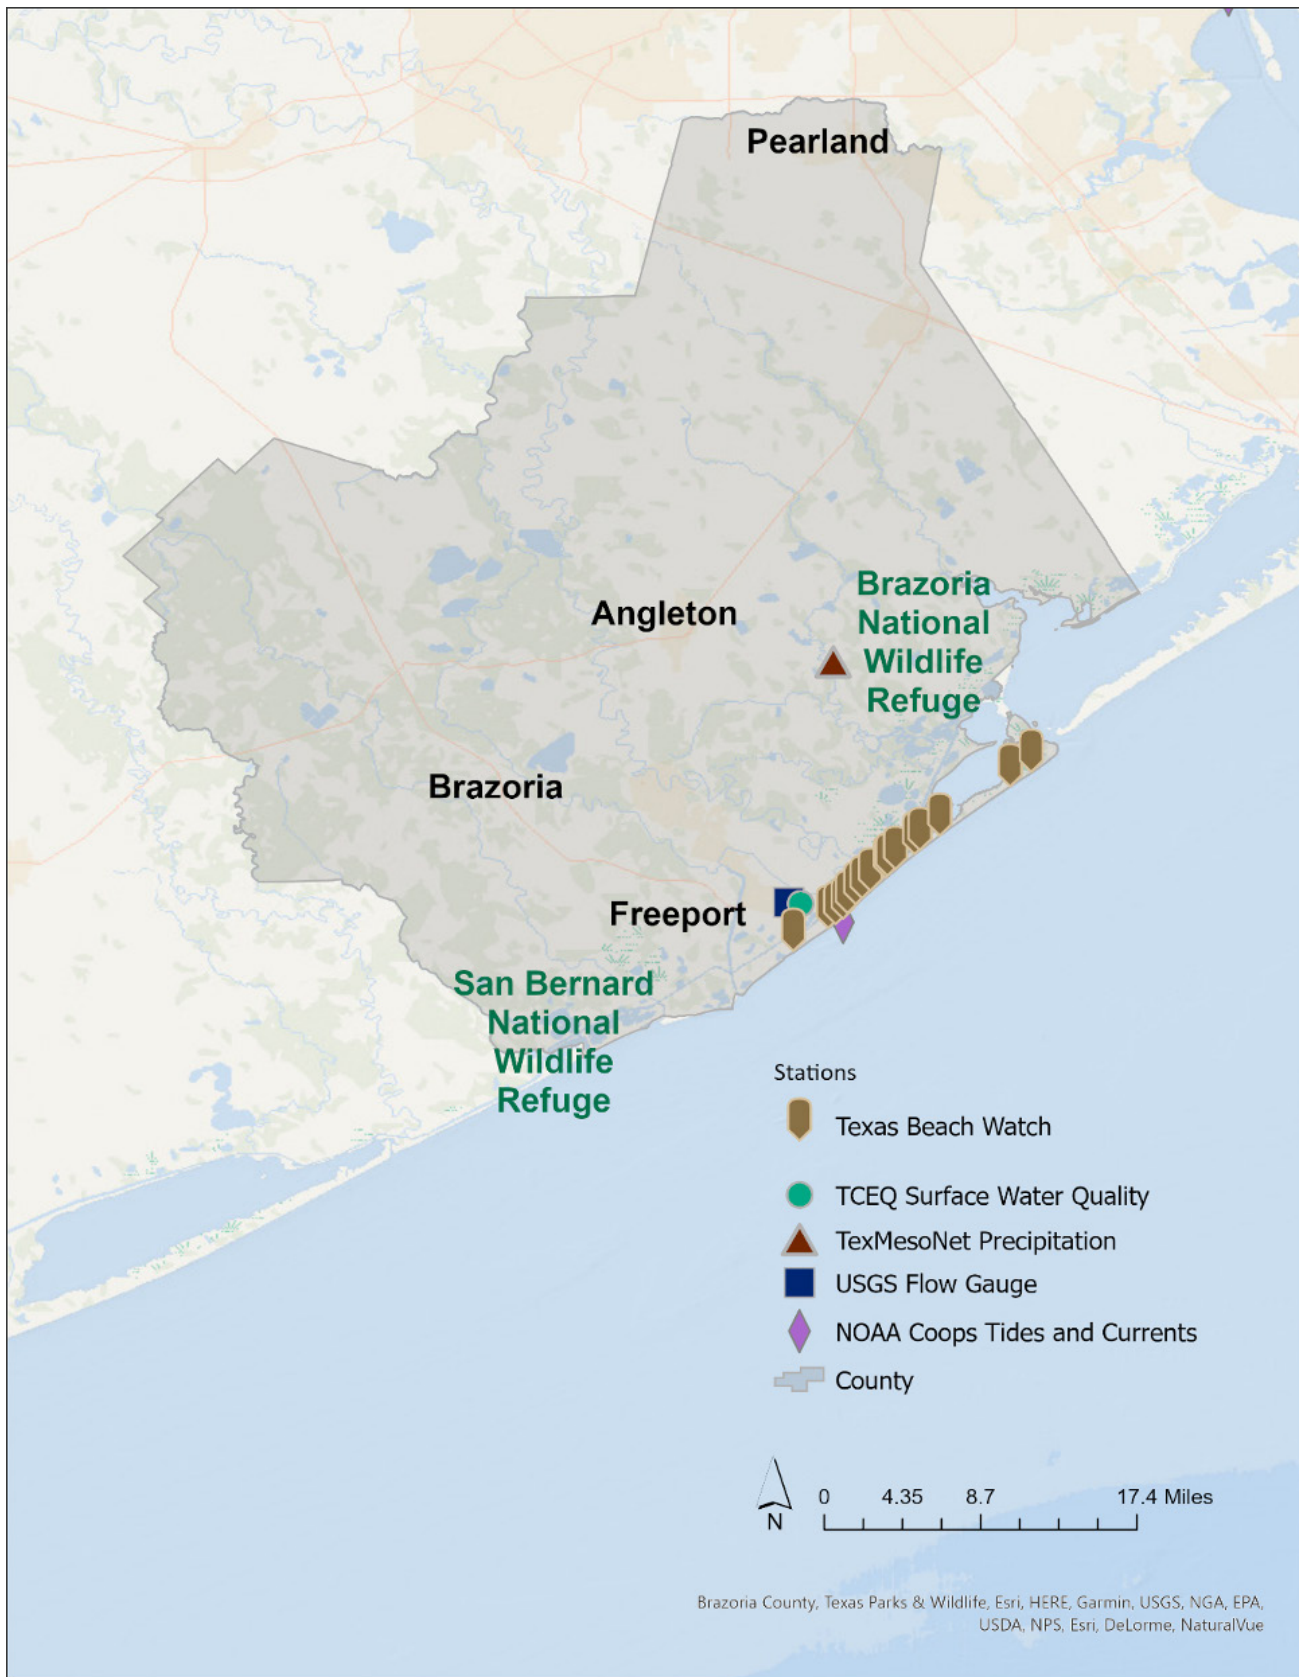 Pearland
Angleton
Brazoria
National
Wildlife
Refuge
Brazoria
Freeport
San Bernard
National
Wildlife
Refuge
Stations
Texas Beach Watch
TCEQ Surface Water Quality
TexMesoNet Precipitation
USGS Flow Gauge
NOAA Coops Tides and Currents
County
N
0 4.35 8.7 17.4 Miles
Brazoria County, Texas Parks & Wildlife, Esri, HERE, Garmin, USGS, NGA, EPA,
USDA, NPS, Esri, DeLorme, NaturalVue